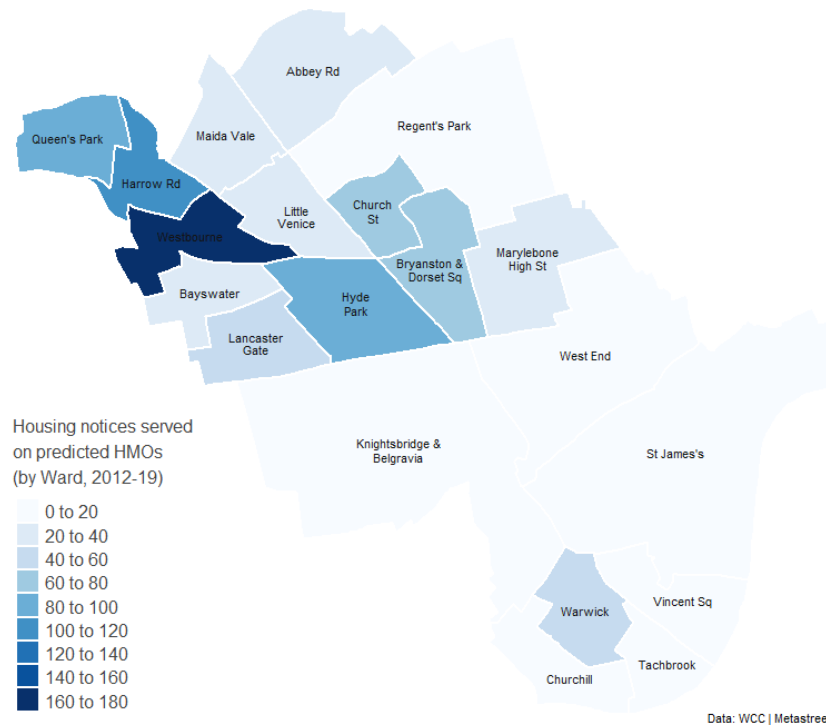 Abbey Rd
Regent's Park
Queen's Park
Maida Vale
Harrow Rd
Church
St
Little
Venice
Westbourne
Marylebone
High St
Bryanston &
Dorset Sq
Bayswater
Hyde
Park
Lancaster
Gate
West End
Knightsbridge &
Belgravia
St James's
Housing notices served
on predicted HMOs
(by Ward, 2012-19)
0 to 20
20 to 40
40 to 60
60 to 80
80 to 100
100 to 120
120 to 140
140 to 160
160 to 180
Warwick
Vincent Sq
Tachbrook
Churchill
Data: WCC | Metastree